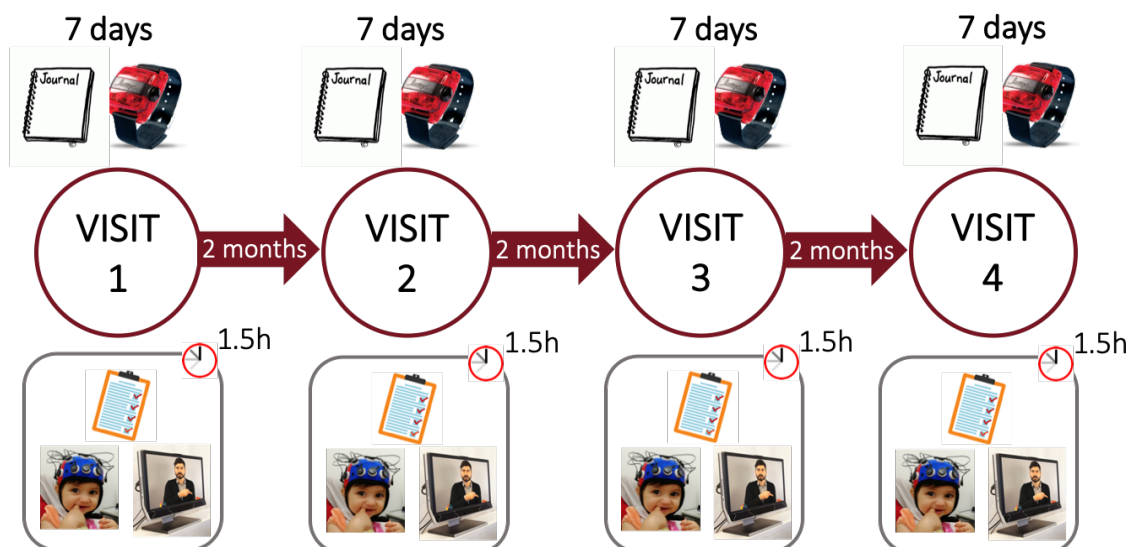 7 days
7 days
7 days
7 days
Journal
Journal
Journal
Journal
VISIT
1
2 months
VISIT
2
2 months
VISIT
3
2 months
VISIT
4
1.5h
1.5h
1.5h
1.5h